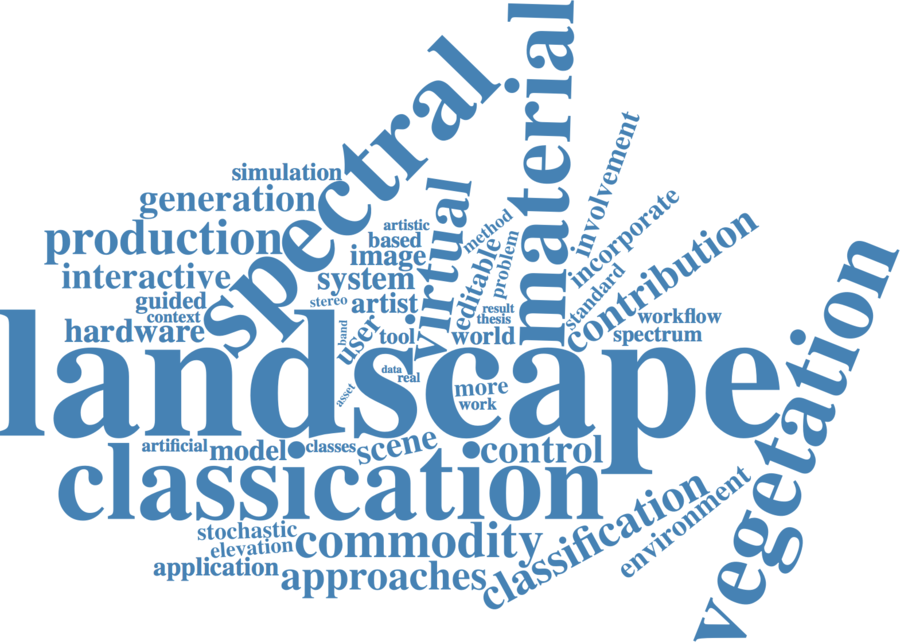 material
spectral
involvement
simulation
virtual
generation
incorporate
method
artistic
contribution
production
based
editable
problem
image
vegetation
interactive
system
standard
guided
stereo
artist
result
context
thesis
workflow
hardware
band
user
tool
world
spectrum
landscape
data
real
asset
more
work
artificial
model
classes
scene
control
classication
classification
environment
stochastic
elevation
commodity
application
approaches